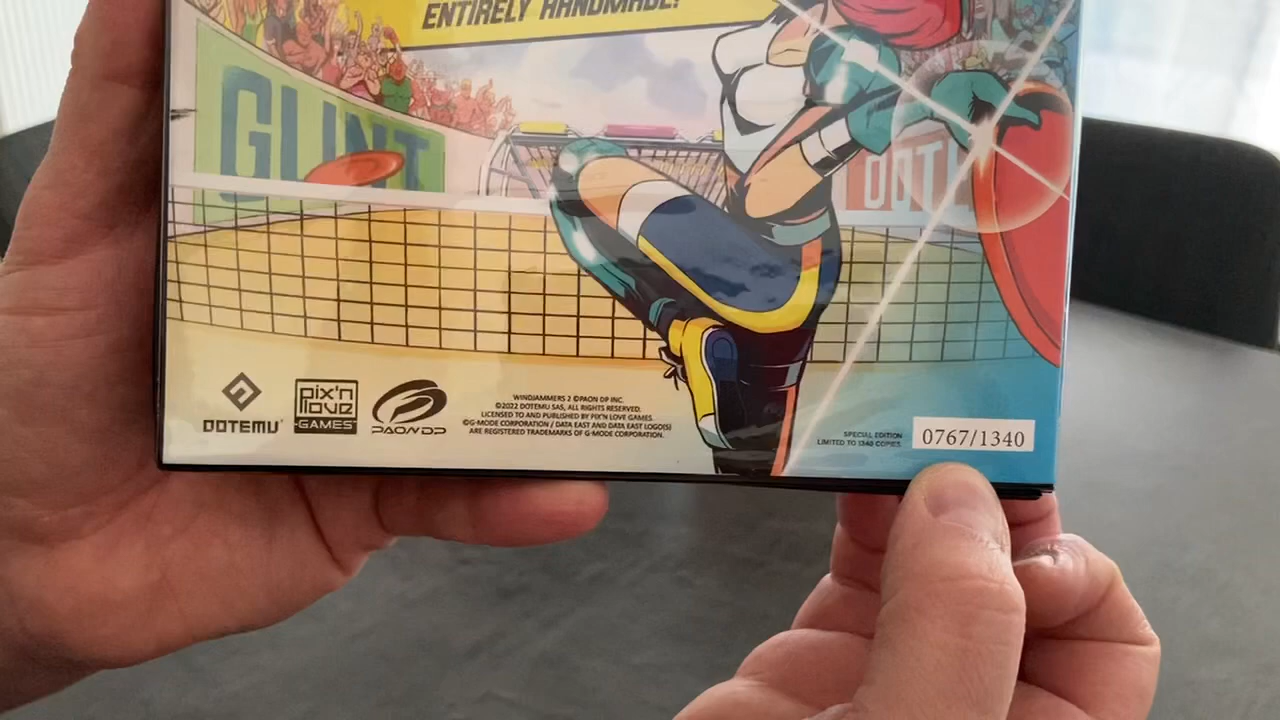 ENTIRELY HANDMADE!
GLINT
DOTE
DOTEMU
pix'n
love
GAMES
PAON DP
WINDJAMMERS 2 ©PAON DP INC.
©2022 DOTEMU SAS, ALL RIGHTS RESERVED.
LICENSED TO AND PUBLISHED BY PIX'N LOVE GAMES.
©G-MODE CORPORATION / DATA EAST AND DATA EAST LOGO(S)
ARE REGISTERED TRADEMARKS OF G-MODE CORPORATION.
SPECIAL EDITION
LIMITED TO 1340 COPIES
0767/1340